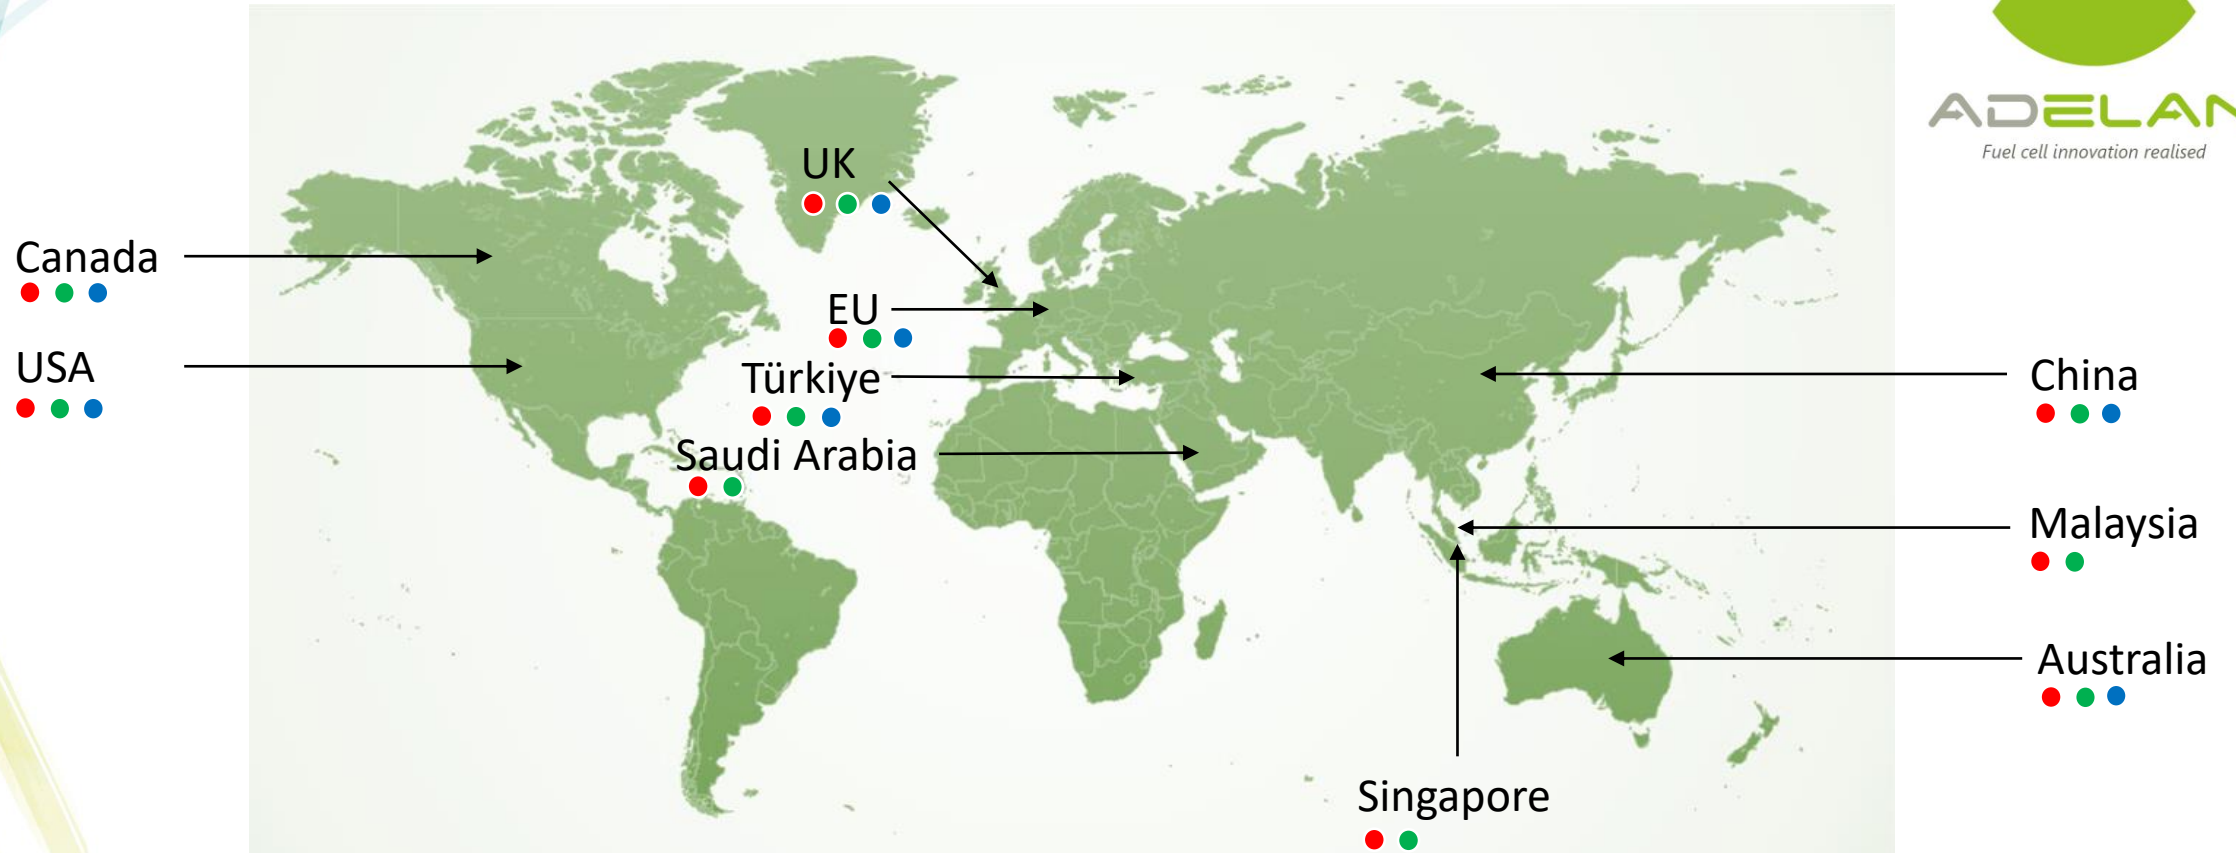 ADELAN
Fuel cell innovation realised
UK
Canada
EU
USA
Türkiye
China
Saudi Arabia
Malaysia
Australia
Singapore